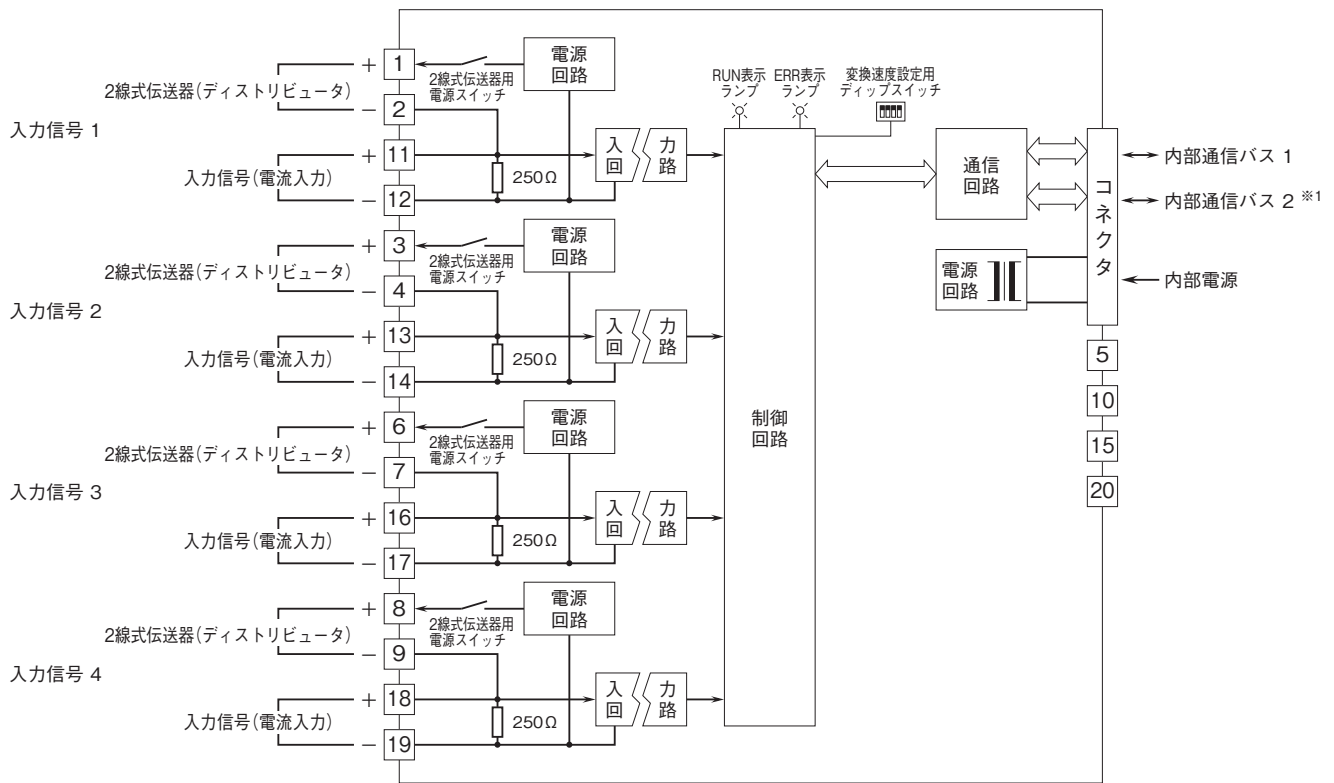 入力信号 1
2線式伝送器(ディストリビュータ)
+ 1
− 2
入力信号(電流入力)
+ 11
− 12
2線式伝送器用
電源スイッチ
電源
回路
250Ω
入 力
回 路
入力信号 2
2線式伝送器(ディストリビュータ)
+ 3
− 4
入力信号(電流入力)
+ 13
− 14
2線式伝送器用
電源スイッチ
電源
回路
250Ω
入 力
回 路
入力信号 3
2線式伝送器(ディストリビュータ)
+ 6
− 7
入力信号(電流入力)
+ 16
− 17
2線式伝送器用
電源スイッチ
電源
回路
250Ω
入 力
回 路
入力信号 4
2線式伝送器(ディストリビュータ)
+ 8
− 9
入力信号(電流入力)
+ 18
− 19
2線式伝送器用
電源スイッチ
電源
回路
250Ω
入 力
回 路
RUN表示
ランプ
ERR表示
ランプ
変換速度設定用
ディップスイッチ
制御
回路
通信
回路
電源
回路
コネクタ
内部通信バス 1
内部通信バス 2 ※1
内部電源
5
10
15
20